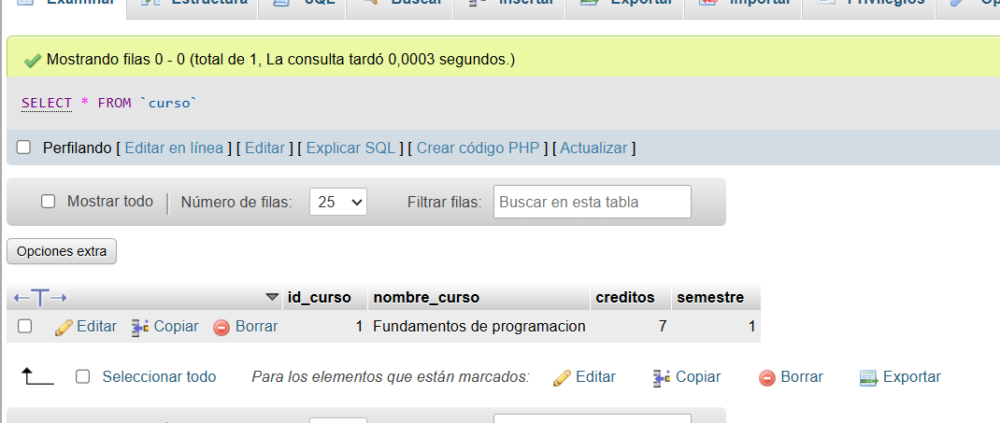 Examinar Estructura SQL Buscar Insertar Exportar Importar Privilegios
Mostrando filas 0 - 0 (total de 1, La consulta tardó 0,0003 segundos.)
SELECT * FROM `curso`
Perfilando [ Editar en línea ] [ Editar ] [ Explicar SQL ] [ Crear código PHP ] [ Actualizar ]
Mostrar todo Número de filas: 25 Filtrar filas: Buscar en esta tabla
Opciones extra
←T→ id_curso nombre_curso creditos semestre
Editar Copiar Borrar 1 Fundamentos de programacion 7 1
Seleccionar todo Para los elementos que están marcados: Editar Copiar Borrar Exportar